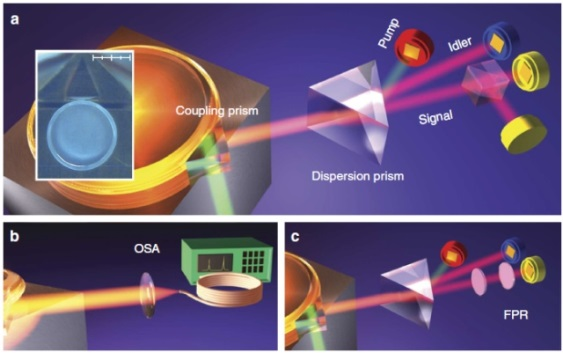 a
Pump
Idler
Coupling prism
Signal
Dispersion prism
b
OSA
c
FPR